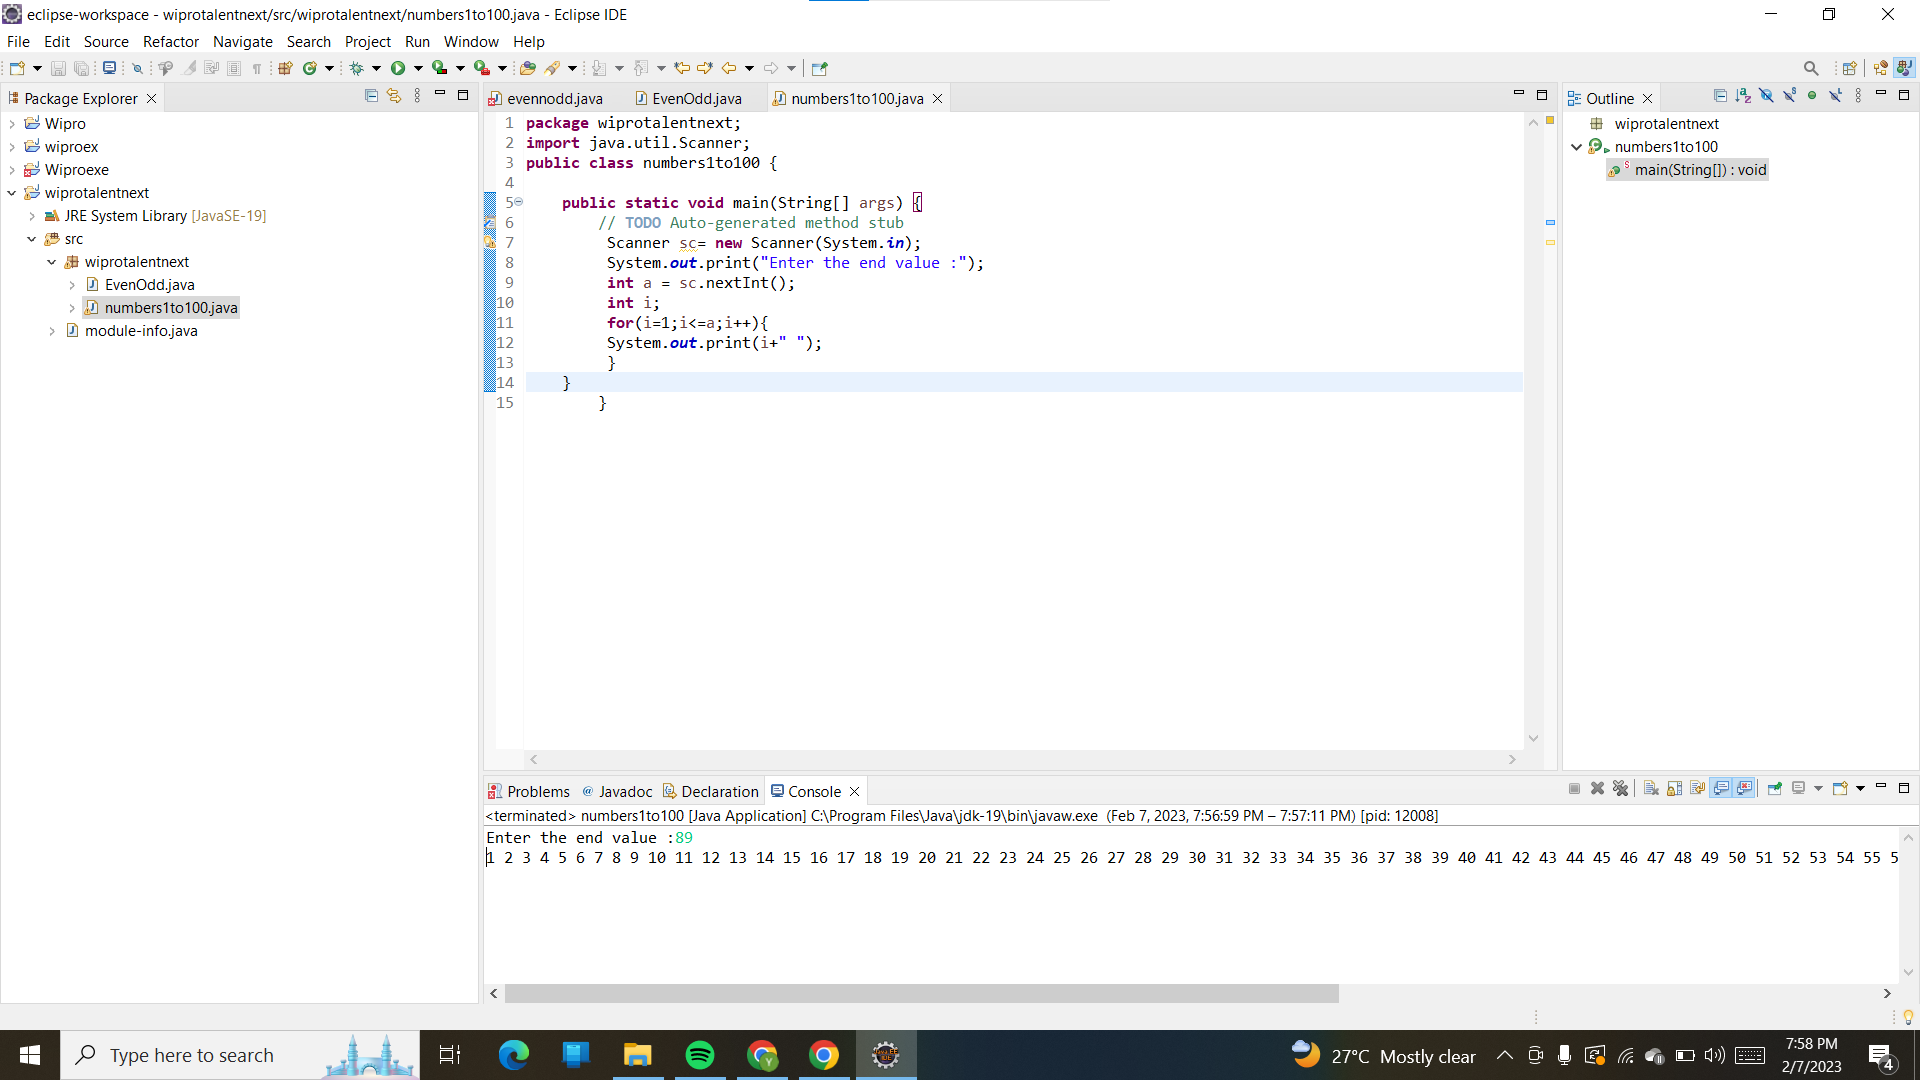 eclipse-workspace - wiprotalentnext/src/wiprotalentnext/numbers1to100.java - Eclipse IDE
File Edit Source Refactor Navigate Search Project Run Window Help
Package Explorer
Wipro
wiproex
Wiproexe
wiprotalentnext
JRE System Library [JavaSE-19]
src
wiprotalentnext
EvenOdd.java
numbers1to100.java
module-info.java
evennodd.java EvenOdd.java numbers1to100.java
1 package wiprotalentnext;
2 import java.util.Scanner;
3 public class numbers1to100 {
4
5 public static void main(String[] args) {
6 // TODO Auto-generated method stub
7 Scanner sc= new Scanner(System.in);
8 System.out.print("Enter the end value :");
9 int a = sc.nextInt();
10 int i;
11 for(i=1;i<=a;i++){
12 System.out.print(i+" ");
13 }
14 }
15 }
Outline
wiprotalentnext
numbers1to100
main(String[]) : void
Problems Javadoc Declaration Console
<terminated> numbers1to100 [Java Application] C:\Program Files\Java\jdk-19\bin\javaw.exe (Feb 7, 2023, 7:56:59 PM – 7:57:11 PM) [pid: 12008]
Enter the end value :89
1 2 3 4 5 6 7 8 9 10 11 12 13 14 15 16 17 18 19 20 21 22 23 24 25 26 27 28 29 30 31 32 33 34 35 36 37 38 39 40 41 42 43 44 45 46 47 48 49 50 51 52 53 54 55 5
Type here to search
27°C Mostly clear
7:58 PM
2/7/2023
4